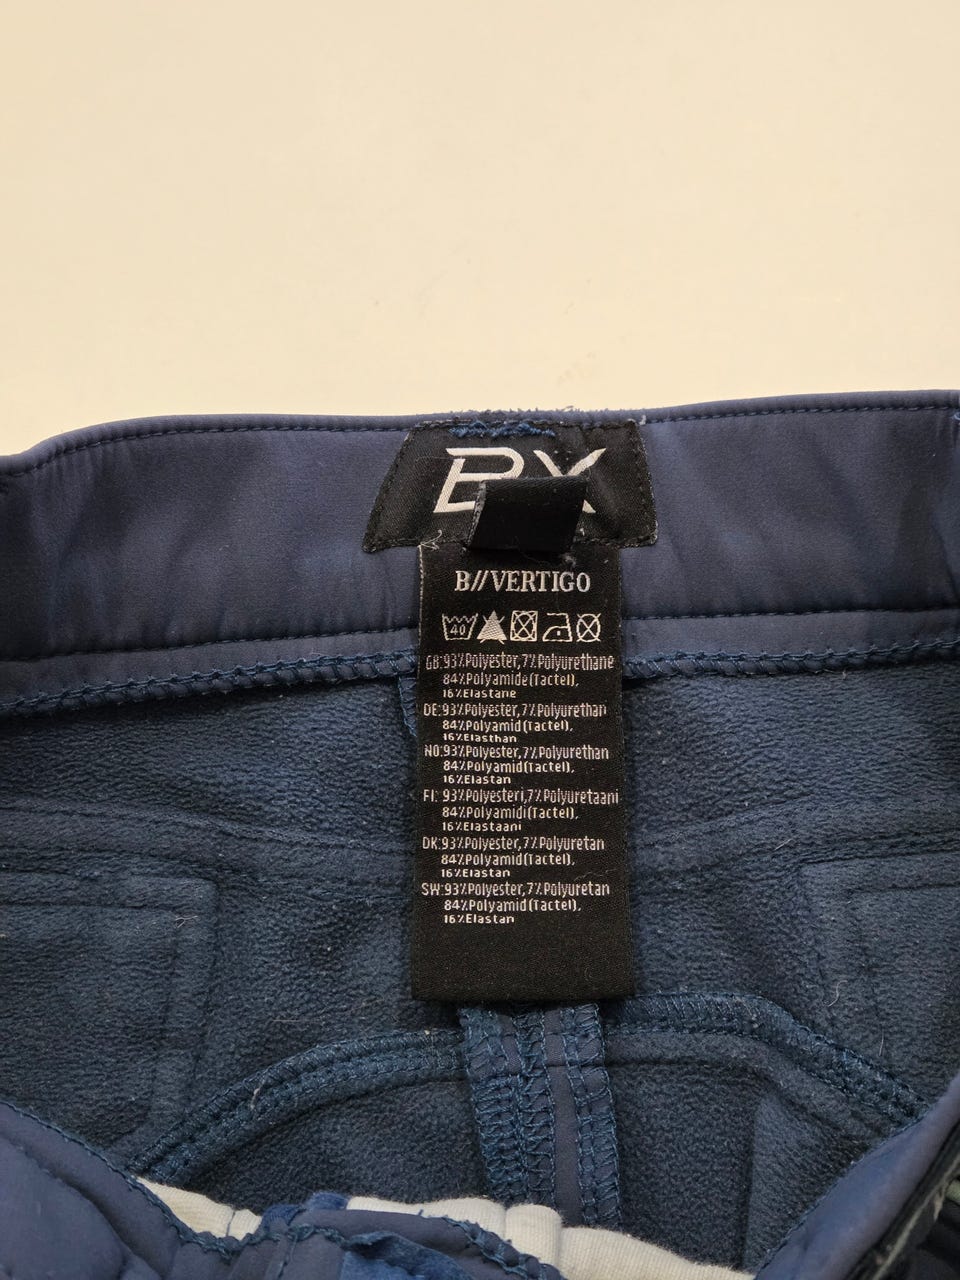 BX
B//VERTIGO
40
GB:93%Polyester,7%Polyurethane
84%Polyamide(Tactel),
16%Elastane
DE:93%Polyester,7%Polyurethan
84%Polyamid(Tactel),
16%Elasthan
NO:93%Polyester,7%Polyurethan
84%Polyamid(Tactel),
16%Elastan
FI: 93%Polyesteri,7%Polyuretaani
84%Polyamidi(Tactel),
16%Elastaani
DK:93%Polyester,7%Polyuretan
84%Polyamid(Tactel),
16%Elastan
SW:93%Polyester,7%Polyuretan
84%Polyamid(Tactel),
16%Elastan